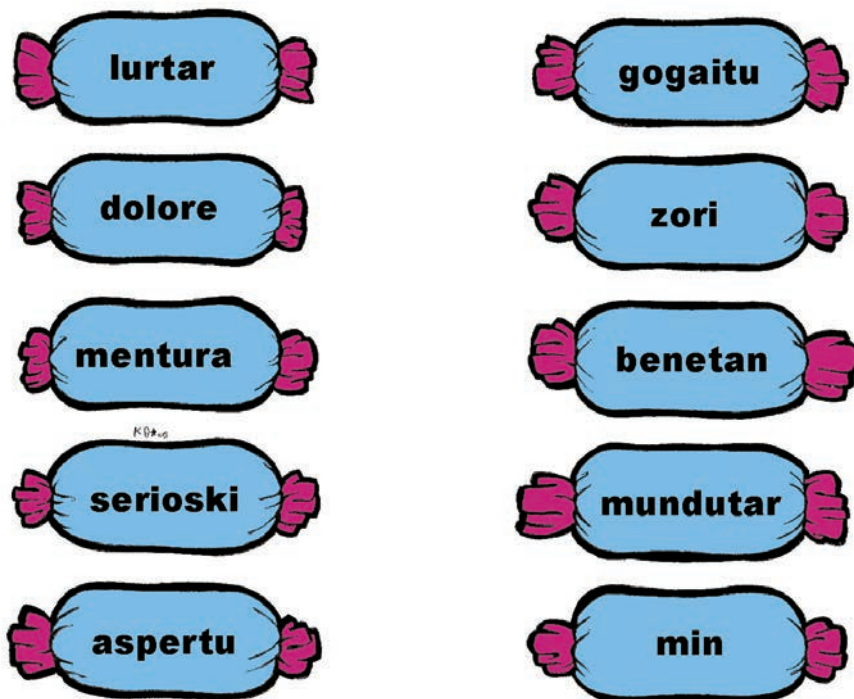 lurtar
gogaitu
dolore
zori
mentura
benetan
serioski
mundutar
aspertu
min